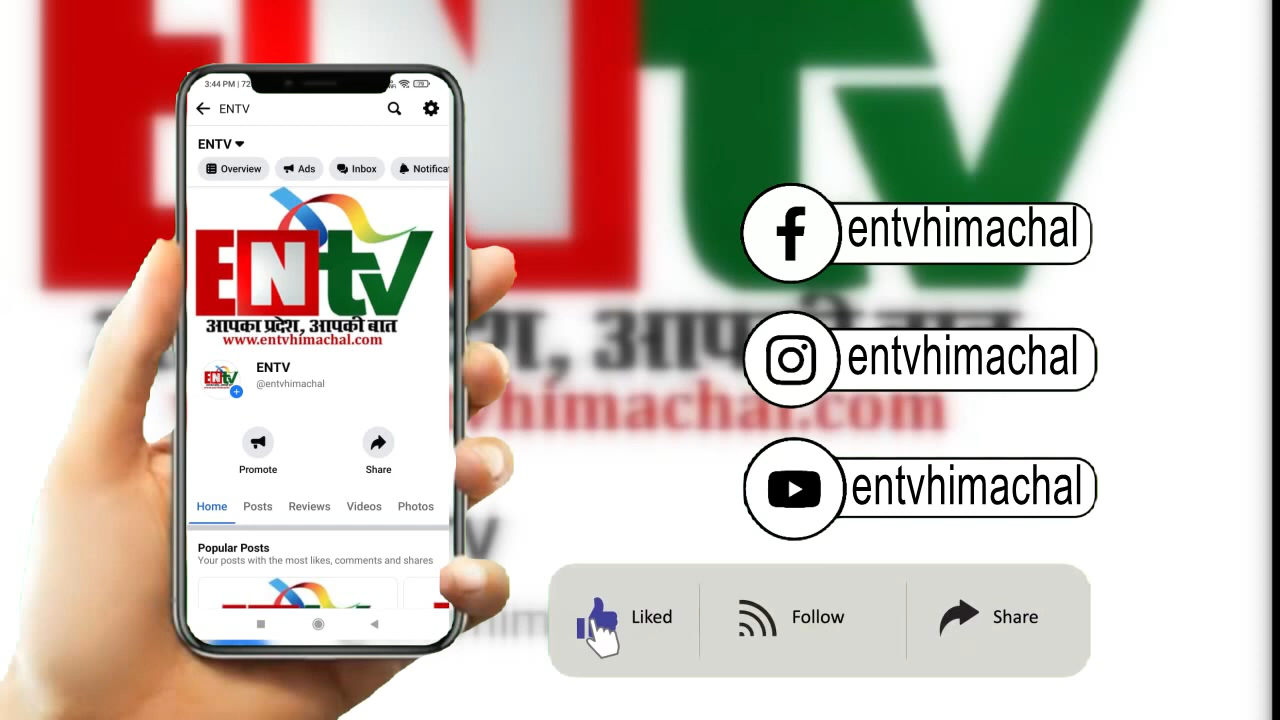 3:44 PM | 72
ENTV
ENTV
Overview
Ads
Inbox
Notifica
ENtv
आपका प्रदेश, आपकी बात
www.entvhimachal.com
ENTV
@entvhimachal
Promote
Share
Home
Posts
Reviews
Videos
Photos
Popular Posts
Your posts with the most likes, comments and shares
entvhimachal
entvhimachal
entvhimachal
Liked
Follow
Share